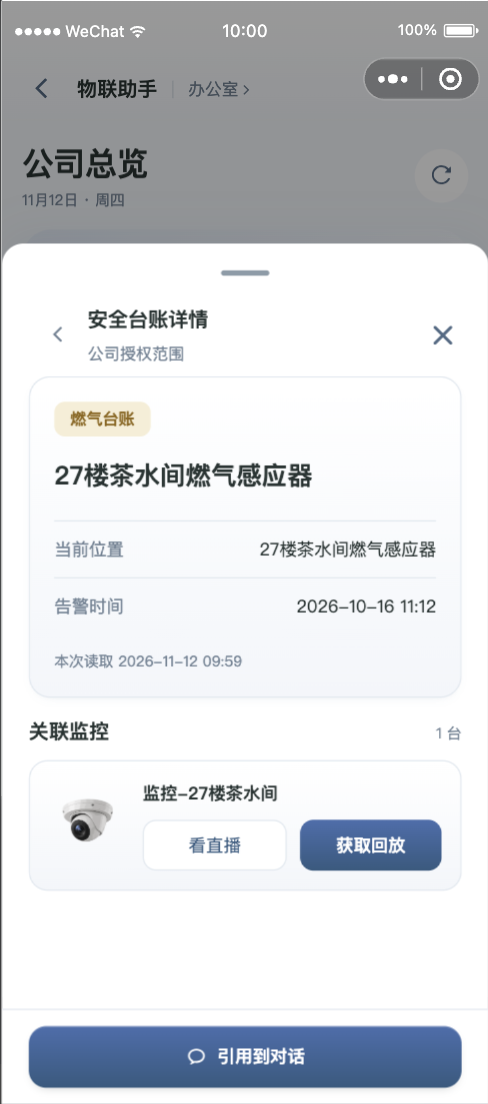 WeChat 10:00 100%
物联助手 办公室
公司总览
11月12日 · 周四
安全台账详情
公司授权范围
燃气台账
27楼茶水间燃气感应器
当前位置 27楼茶水间燃气感应器
告警时间 2026-10-16 11:12
本次读取 2026-11-12 09:59
关联监控 1 台
监控-27楼茶水间
看直播 获取回放
引用到对话